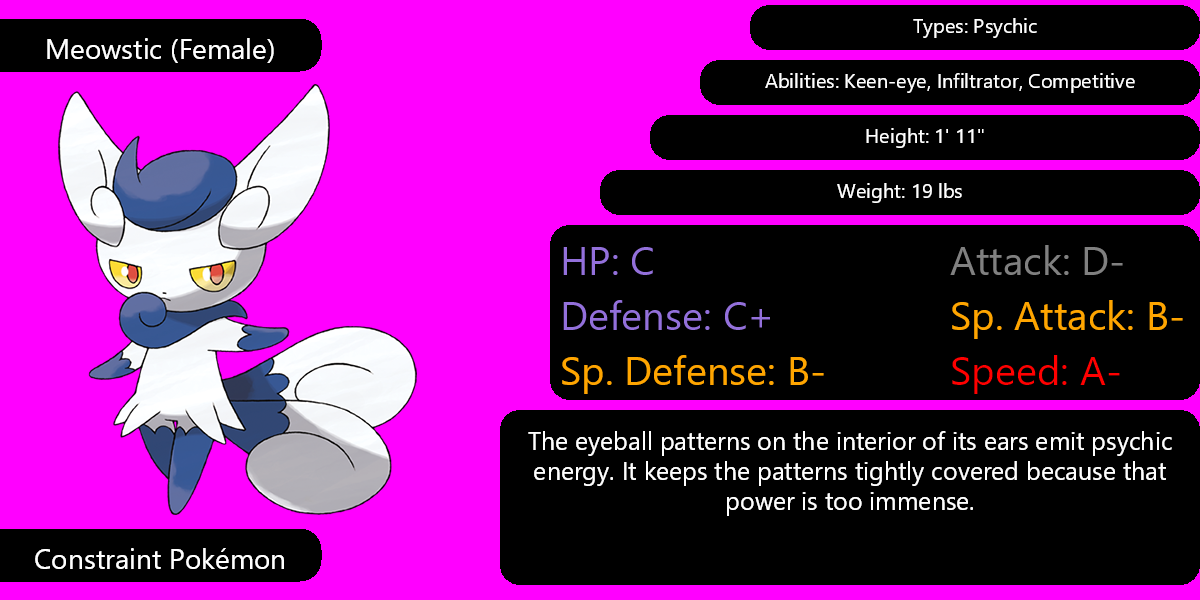 Meowstic (Female)
Types: Psychic
Abilities: Keen-eye, Infiltrator, Competitive
Height: 1' 11"
Weight: 19 lbs
HP: C
Attack: D-
Defense: C+
Sp. Attack: B-
Sp. Defense: B-
Speed: A-
The eyeball patterns on the interior of its ears emit psychic
energy. It keeps the patterns tightly covered because that
power is too immense.
Constraint Pokémon